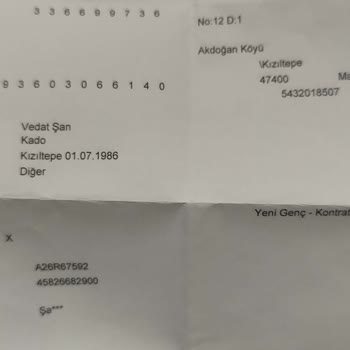 3 3 6 6 9 9 7 3 6
No:12 D:1
Akdoğan Köyü
\Kızıltepe
47400 Ma
5432018507
9 3 6 0 3 0 6 6 1 4 0
Vedat Şan
Kado
Kızıltepe 01.07.1986
Diğer
Yeni Genç - Kontrat
X
A26R67592
45826682900
Şa***